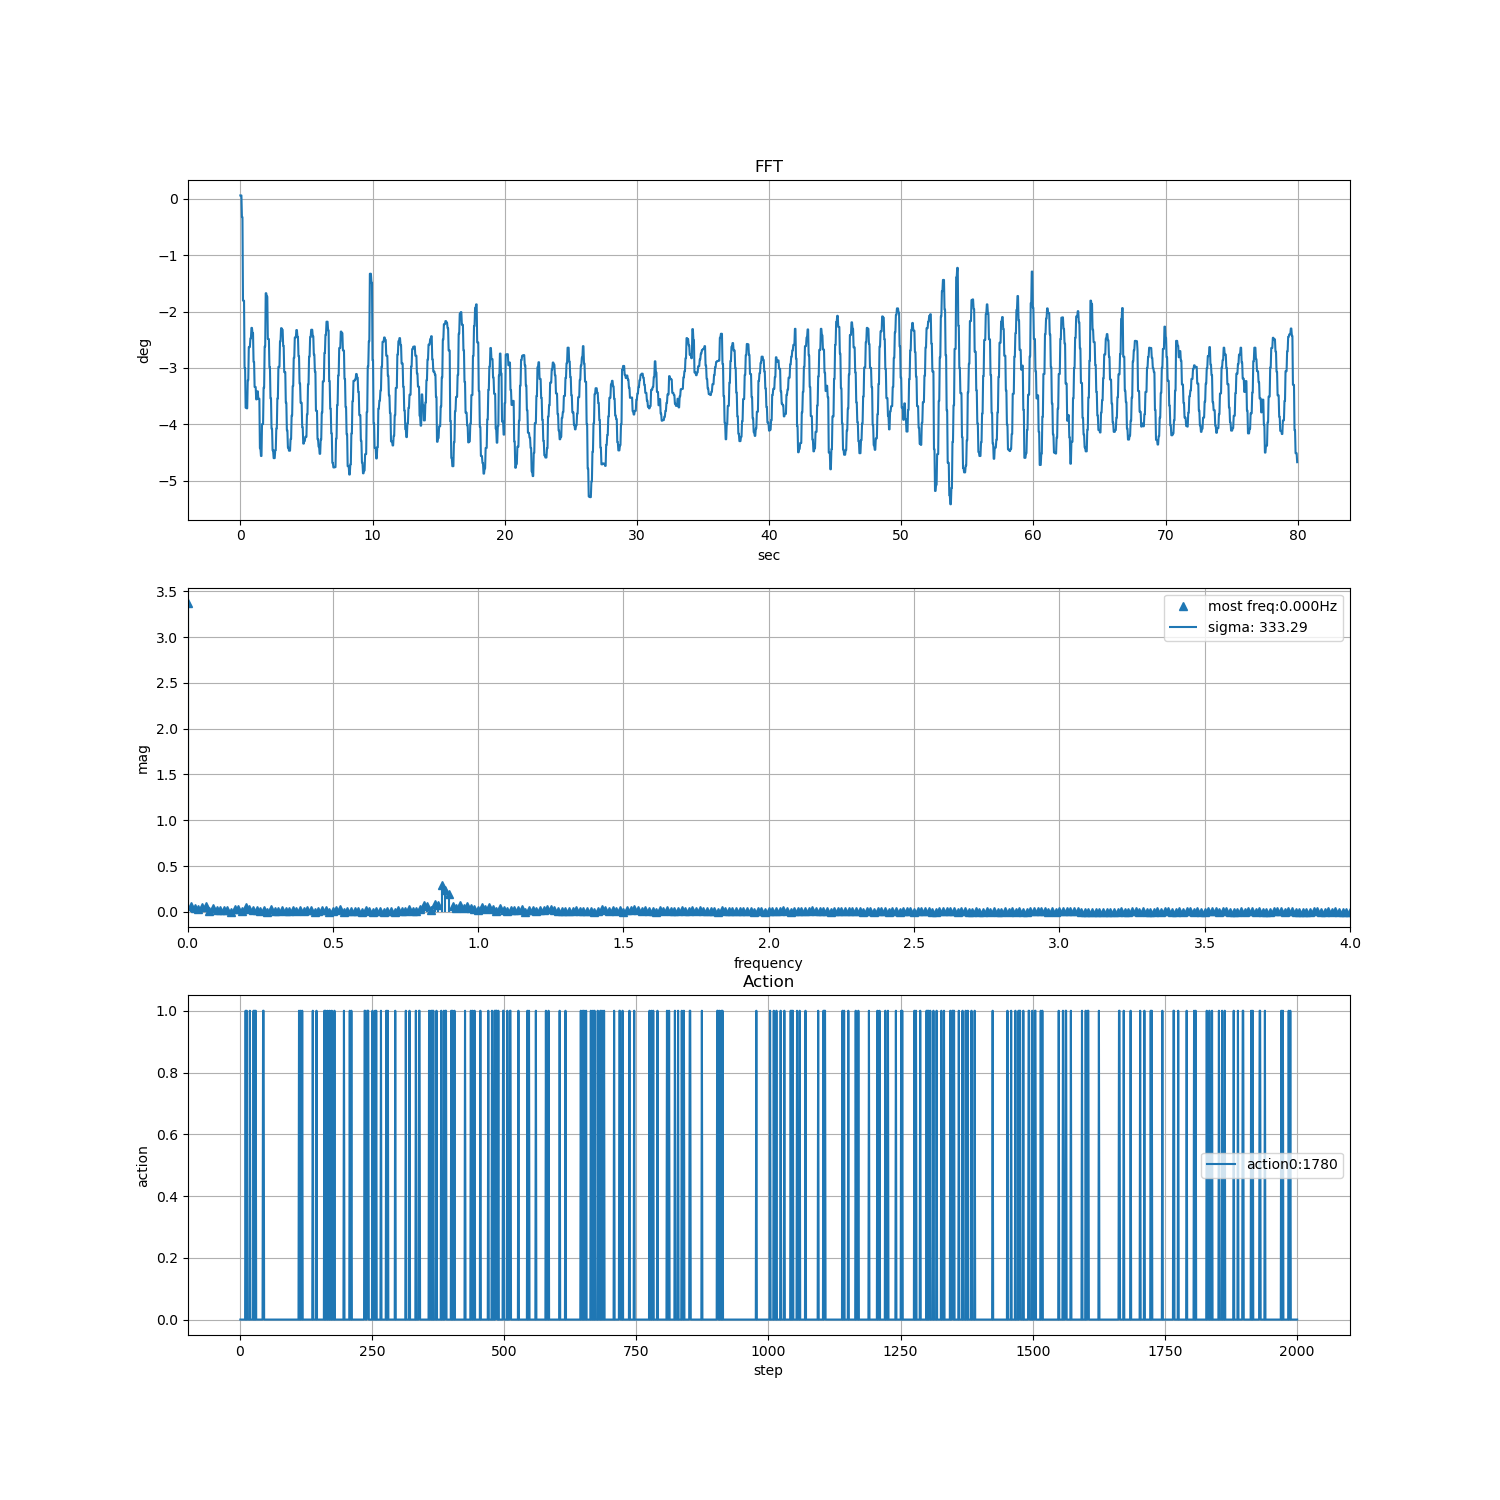 FFT
0
−1
−2
−3
−4
−5
deg
0 10 20 30 40 50 60 70 80
sec
3.5
3.0
2.5
2.0
1.5
1.0
0.5
0.0
mag
most freq:0.000Hz
sigma: 333.29
0.0 0.5 1.0 1.5 2.0 2.5 3.0 3.5 4.0
frequency
Action
1.0
0.8
0.6
0.4
0.2
0.0
action
action0:1780
0 250 500 750 1000 1250 1500 1750 2000
step